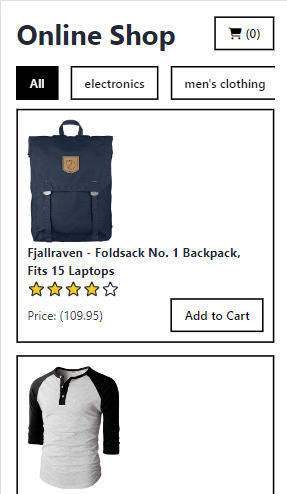 Online Shop
(0)
All
electronics
men's clothing
Fjallraven - Foldsack No. 1 Backpack,
Fits 15 Laptops
Price: (109.95)
Add to Cart